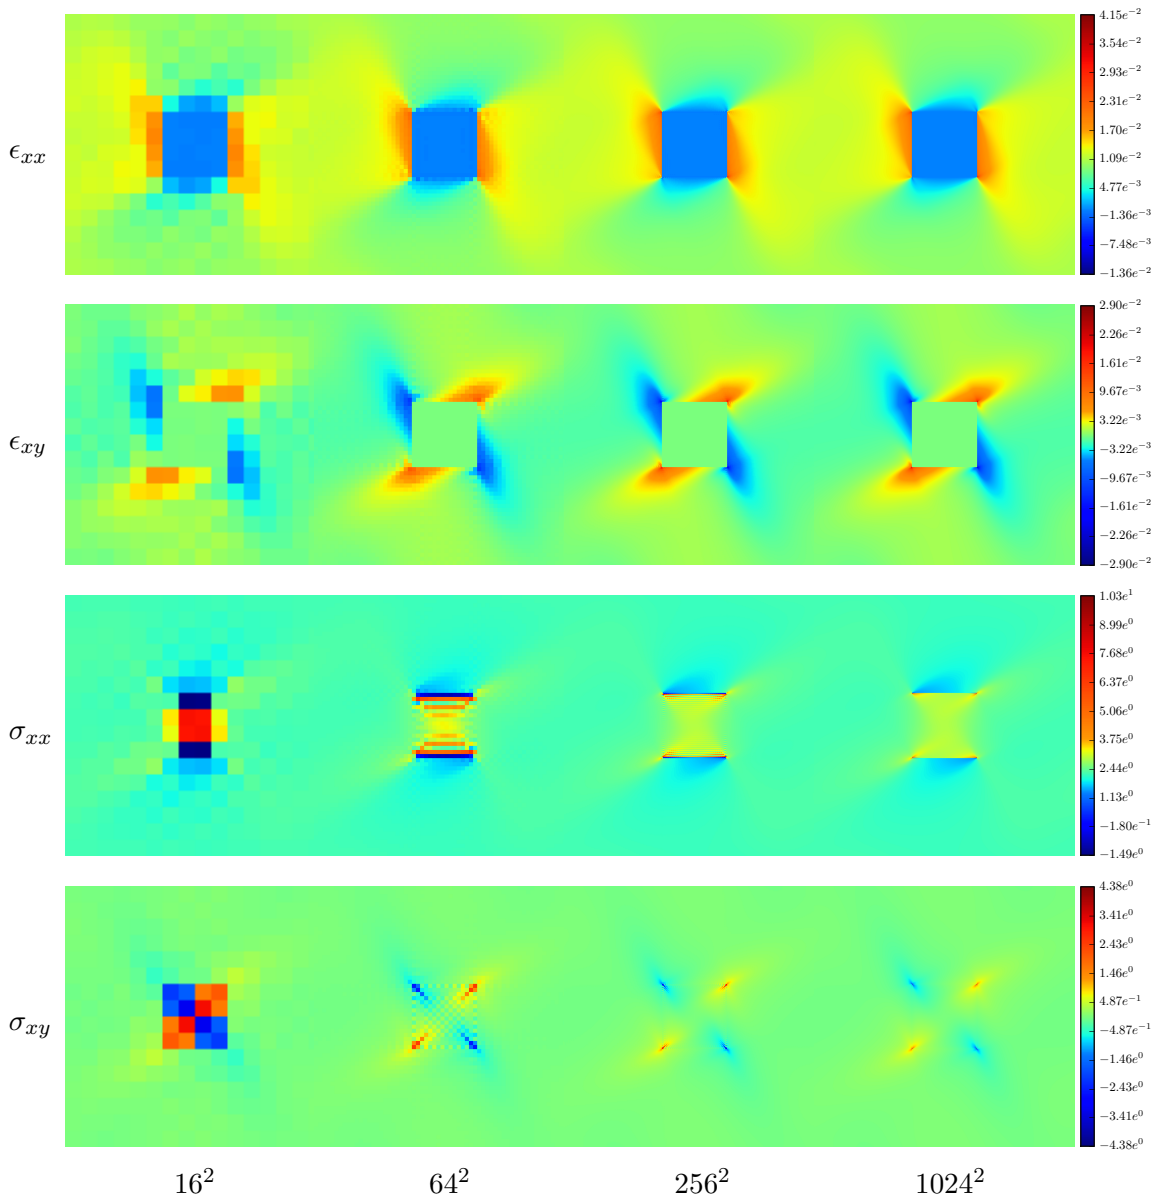 ϵxx
4.15e⁻²
3.54e⁻²
2.93e⁻²
2.31e⁻²
1.70e⁻²
1.09e⁻²
4.77e⁻³
−1.36e⁻³
−7.48e⁻³
−1.36e⁻²
ϵxy
2.90e⁻²
2.26e⁻²
1.61e⁻²
9.67e⁻³
3.22e⁻³
−3.22e⁻³
−9.67e⁻³
−1.61e⁻²
−2.26e⁻²
−2.90e⁻²
σxx
1.03e¹
8.99e⁰
7.68e⁰
6.37e⁰
5.06e⁰
3.75e⁰
2.44e⁰
1.13e⁰
−1.80e⁻¹
−1.49e⁰
σxy
4.38e⁰
3.41e⁰
2.43e⁰
1.46e⁰
4.87e⁻¹
−4.87e⁻¹
−1.46e⁰
−2.43e⁰
−3.41e⁰
−4.38e⁰
16² 64² 256² 1024²